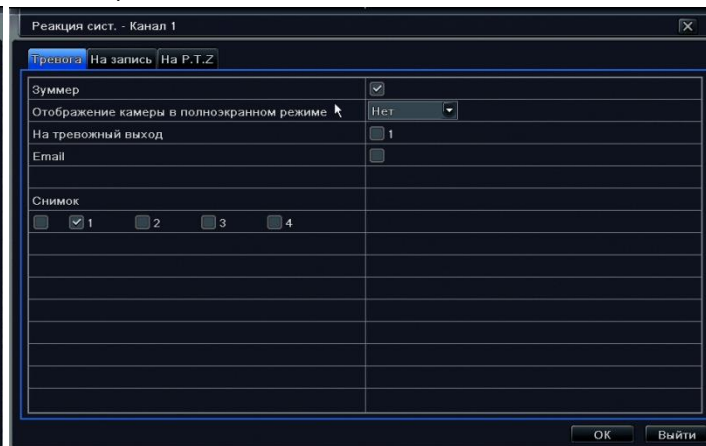 Реакция сист. - Канал 1
Тревога На запись На P.T.Z
Зуммер
Отображение камеры в полноэкранном режиме Нет
На тревожный выход 1
Email
Снимок
1 2 3 4
ОК Выйти